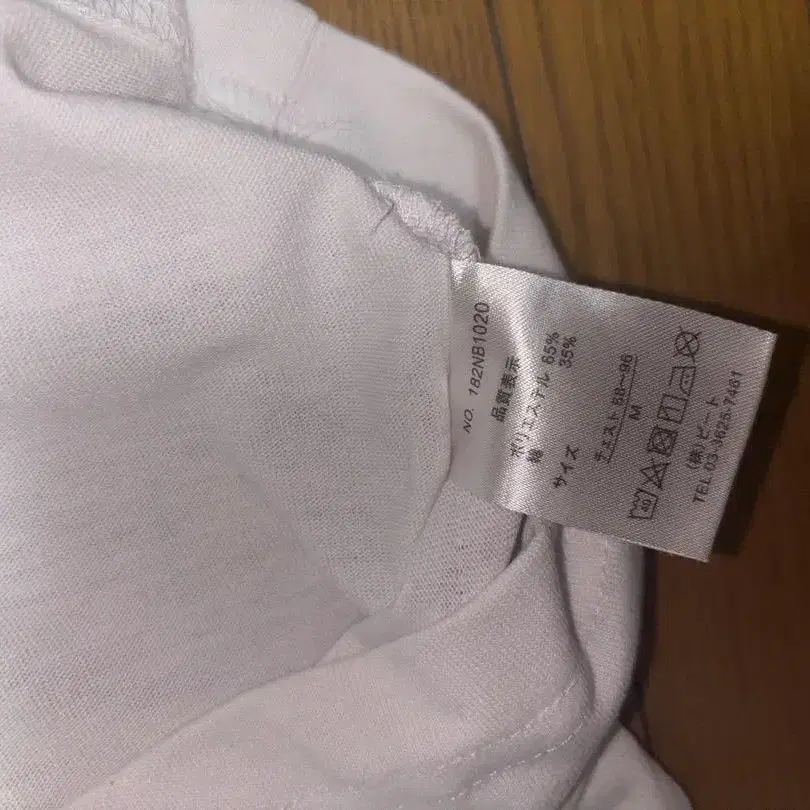 NO. 182NB1020
品質表示
ポリエステル 65%
綿 35%
サイズ
チェスト 88~96
M
40
(株)ビート
TEL 03-3625-7461